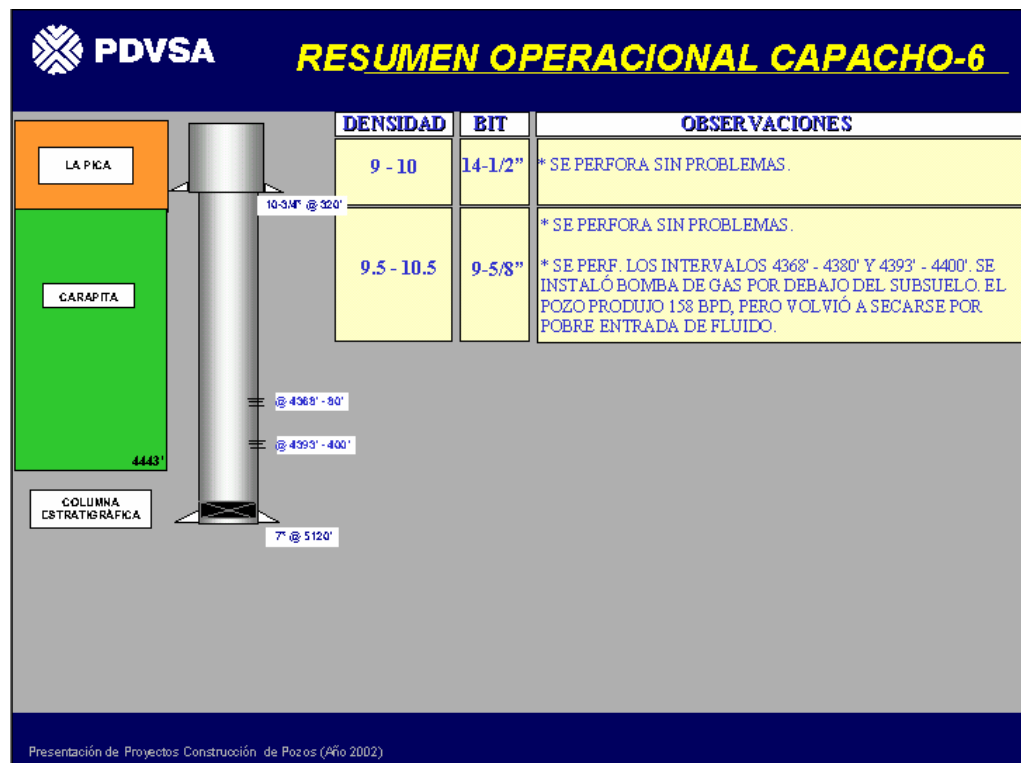 PDVSA
RESUMEN OPERACIONAL CAPACHO-6
DENSIDAD BIT OBSERVACIONES
LA PICA
9 - 10 14-1/2” * SE PERFORA SIN PROBLEMAS.
10-3/4" @ 320'
CARAPITA
9.5 - 10.5 9-5/8” * SE PERFORA SIN PROBLEMAS.
* SE PERF. LOS INTERVALOS 4368' - 4380' Y 4393' - 4400'. SE
INSTALÓ BOMBA DE GAS POR DEBAJO DEL SUBSUELO. EL
POZO PRODUJO 158 BPD, PERO VOLVIÓ A SECARSE POR
POBRE ENTRADA DE FLUIDO.
@ 4368' - 80'
@ 4393' - 400'
4443'
COLUMNA
ESTRATIGRÁFICA
7" @ 5120'
Presentación de Proyectos Construcción de Pozos (Año 2002)